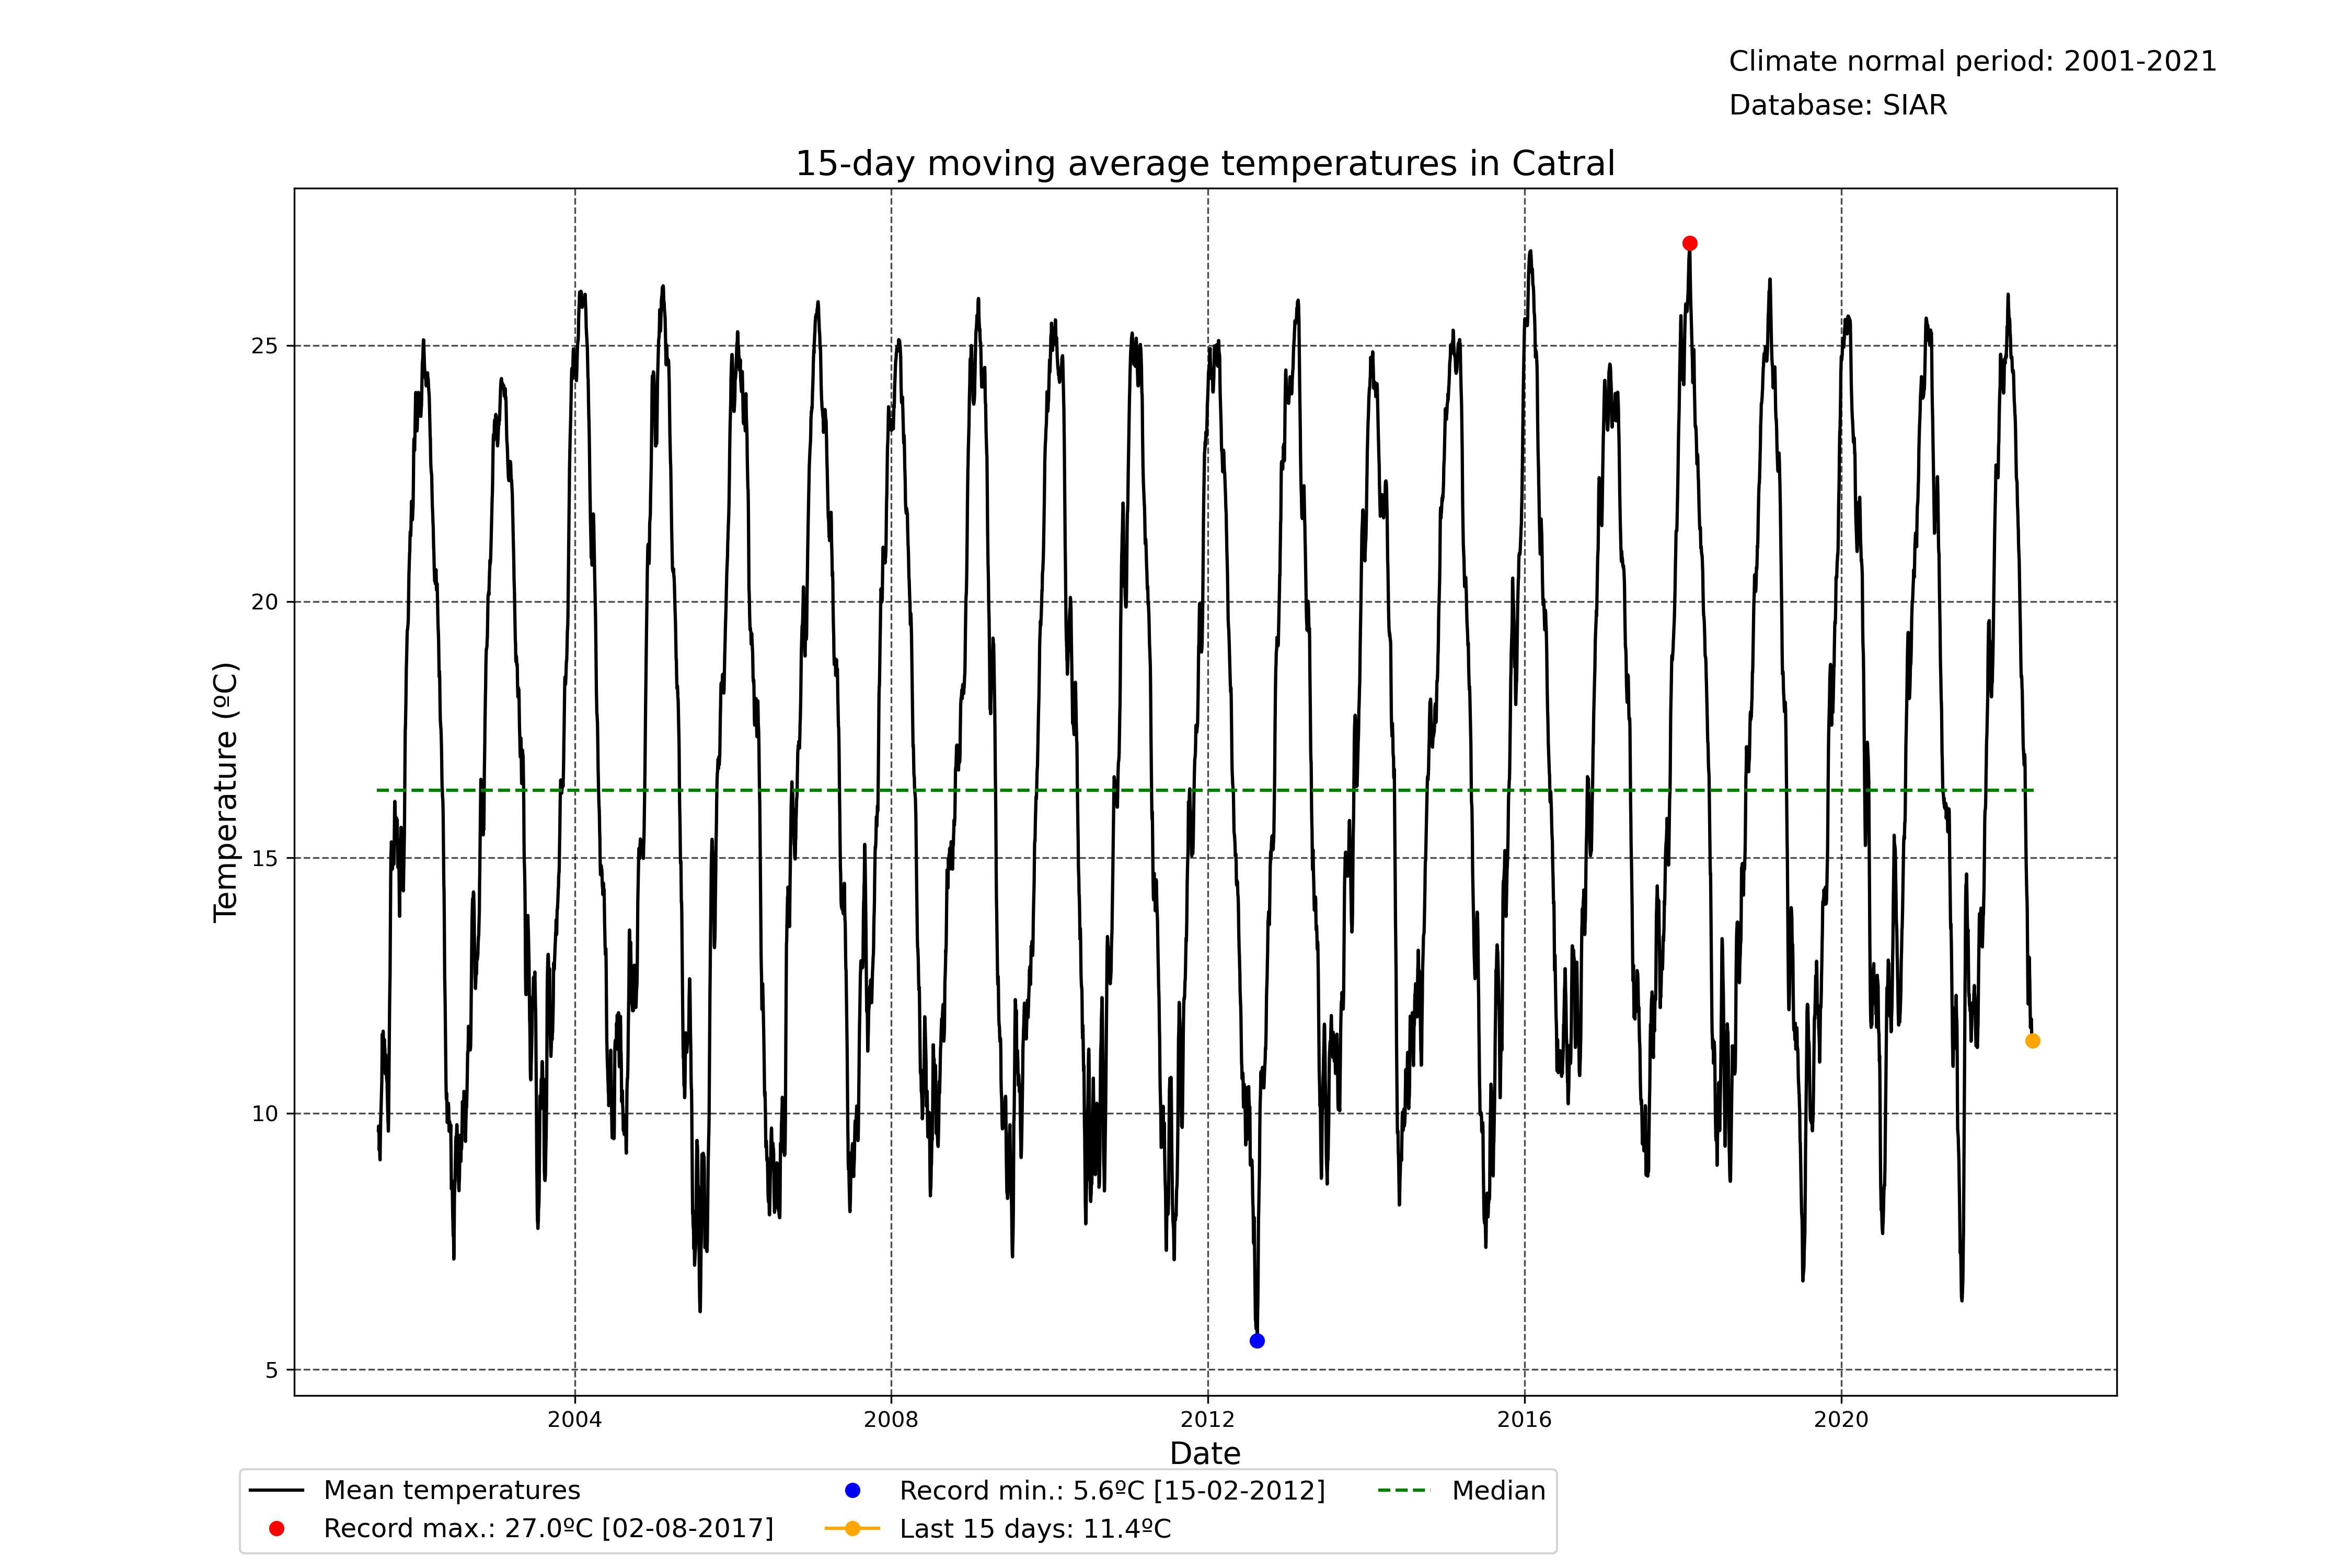 Climate normal period: 2001-2021
Database: SIAR
15-day moving average temperatures in Catral
Temperature (ºC)
25
20
15
10
5
2004
2008
2012
2016
2020
Date
Mean temperatures
Record max.: 27.0ºC [02-08-2017]
Record min.: 5.6ºC [15-02-2012]
Last 15 days: 11.4ºC
Median